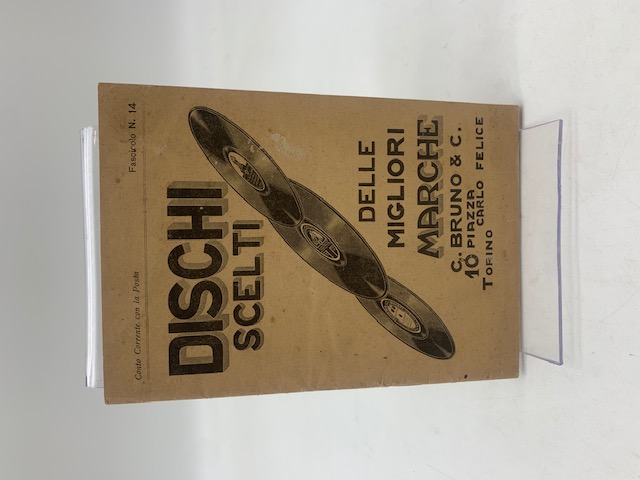 Conto Corrente con la Posta
Fascicolo N. 14
DISCHI
SCELTI
DELLE
MIGLIORI
MARCHE
C. BRUNO & C.
10 PIAZZA
CARLO FELICE
TORINO